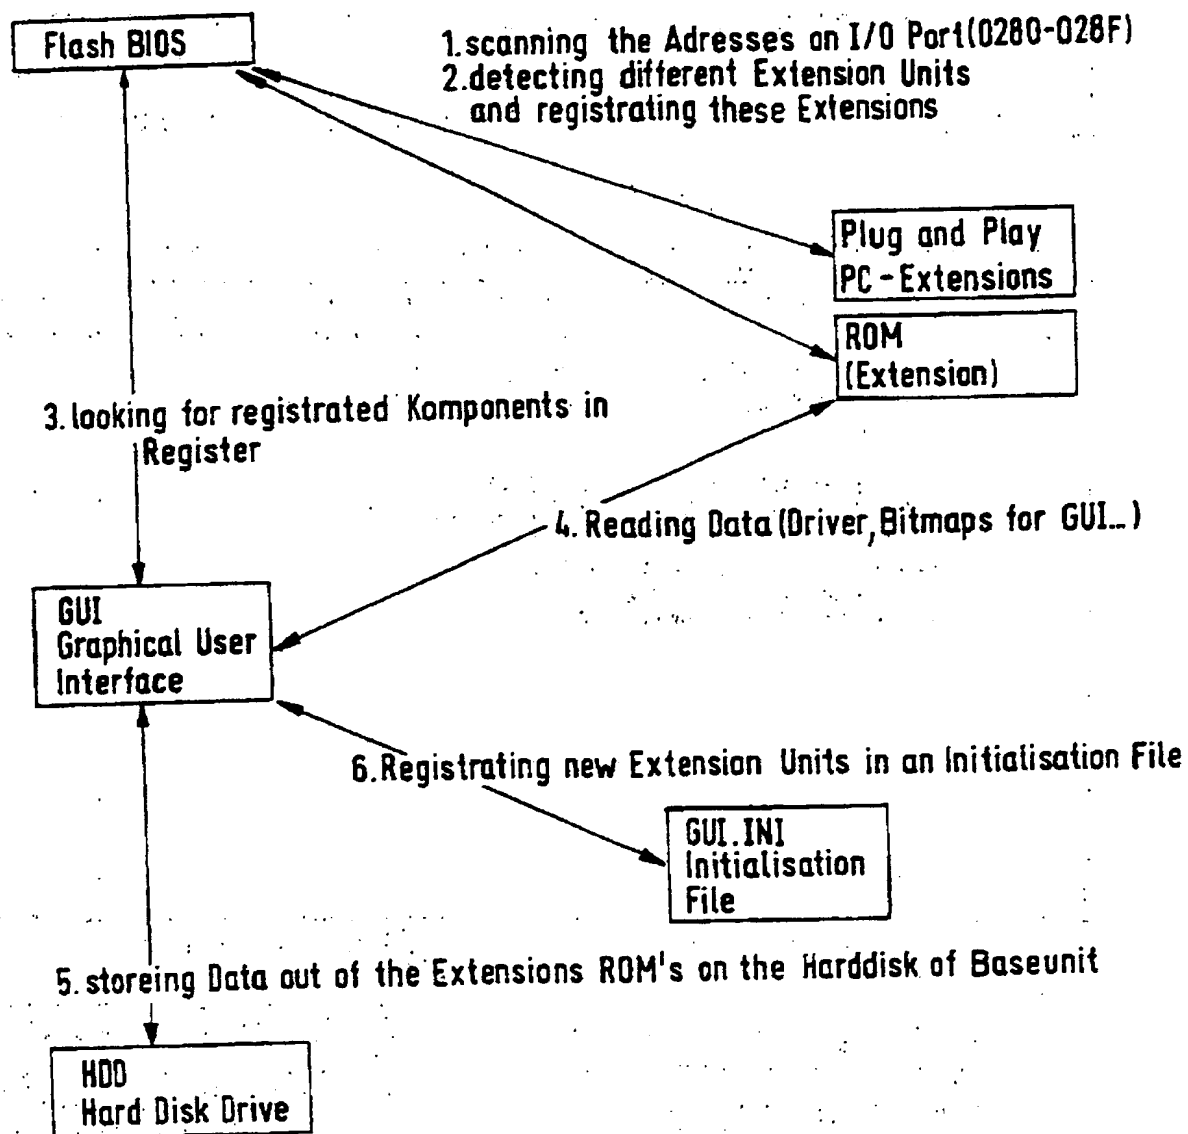 Flash BIOS
1.scanning the Adresses on I/O Port(0280-028F)
2.detecting different Extension Units
and registrating these Extensions
Plug and Play
PC-Extensions
ROM
(Extension)
3.looking for registrated Komponents in
Register
4.Reading Data(Driver,Bitmaps for GUI...)
GUI
Graphical User
Interface
6.Registrating new Extension Units in an Initialisation File
GUI.INI
Initialisation
File
5.storeing Data out of the Extensions ROM's on the Harddisk of Baseunit
HDD
Hard Disk Drive